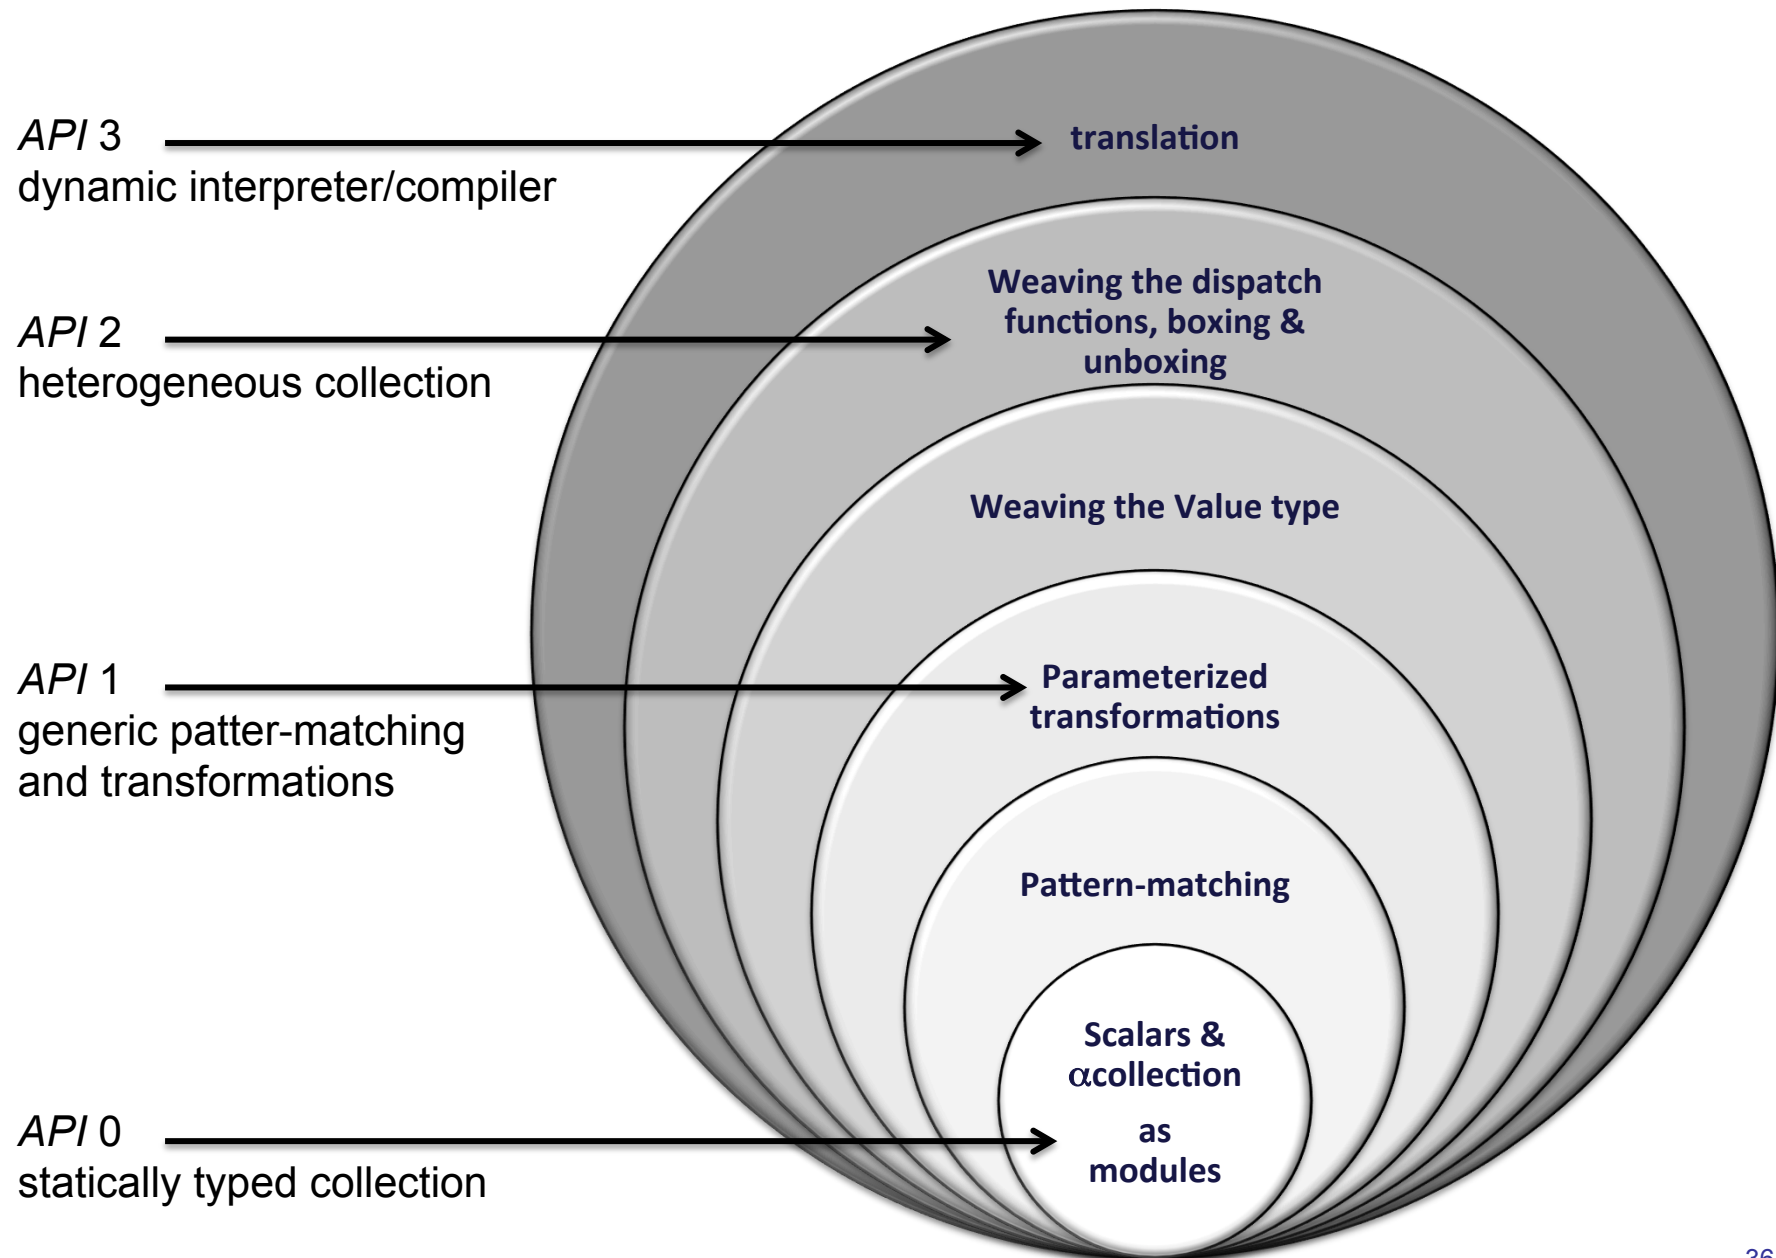 API 3
dynamic interpreter/compiler
translation
API 2
heterogeneous collection
Weaving the dispatch
functions, boxing &
unboxing
Weaving the Value type
API 1
generic patter-matching
and transformations
Parameterized
transformations
Pattern-matching
API 0
statically typed collection
Scalars &
αcollection
as
modules
36